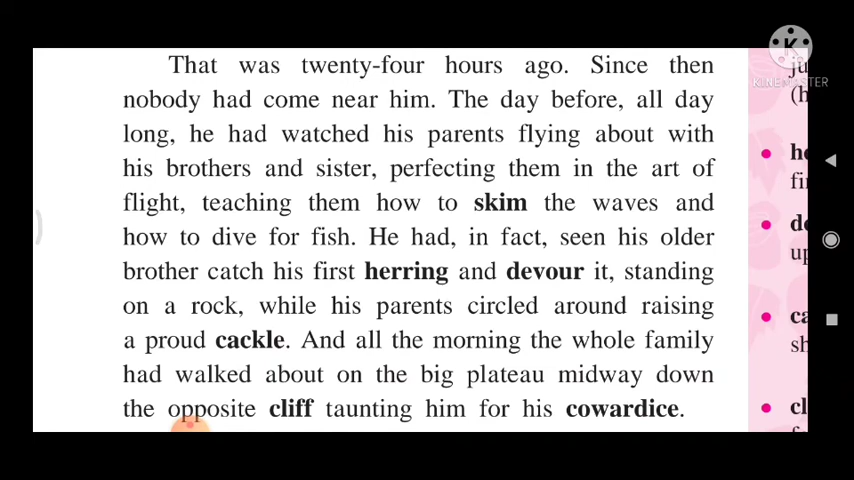 That was twenty-four hours ago. Since then
nobody had come near him. The day before, all day
long, he had watched his parents flying about with
his brothers and sister, perfecting them in the art of
flight, teaching them how to skim the waves and
how to dive for fish. He had, in fact, seen his older
brother catch his first herring and devour it, standing
on a rock, while his parents circled around raising
a proud cackle. And all the morning the whole family
had walked about on the big plateau midway down
the opposite cliff taunting him for his cowardice.
K
KINEMASTER